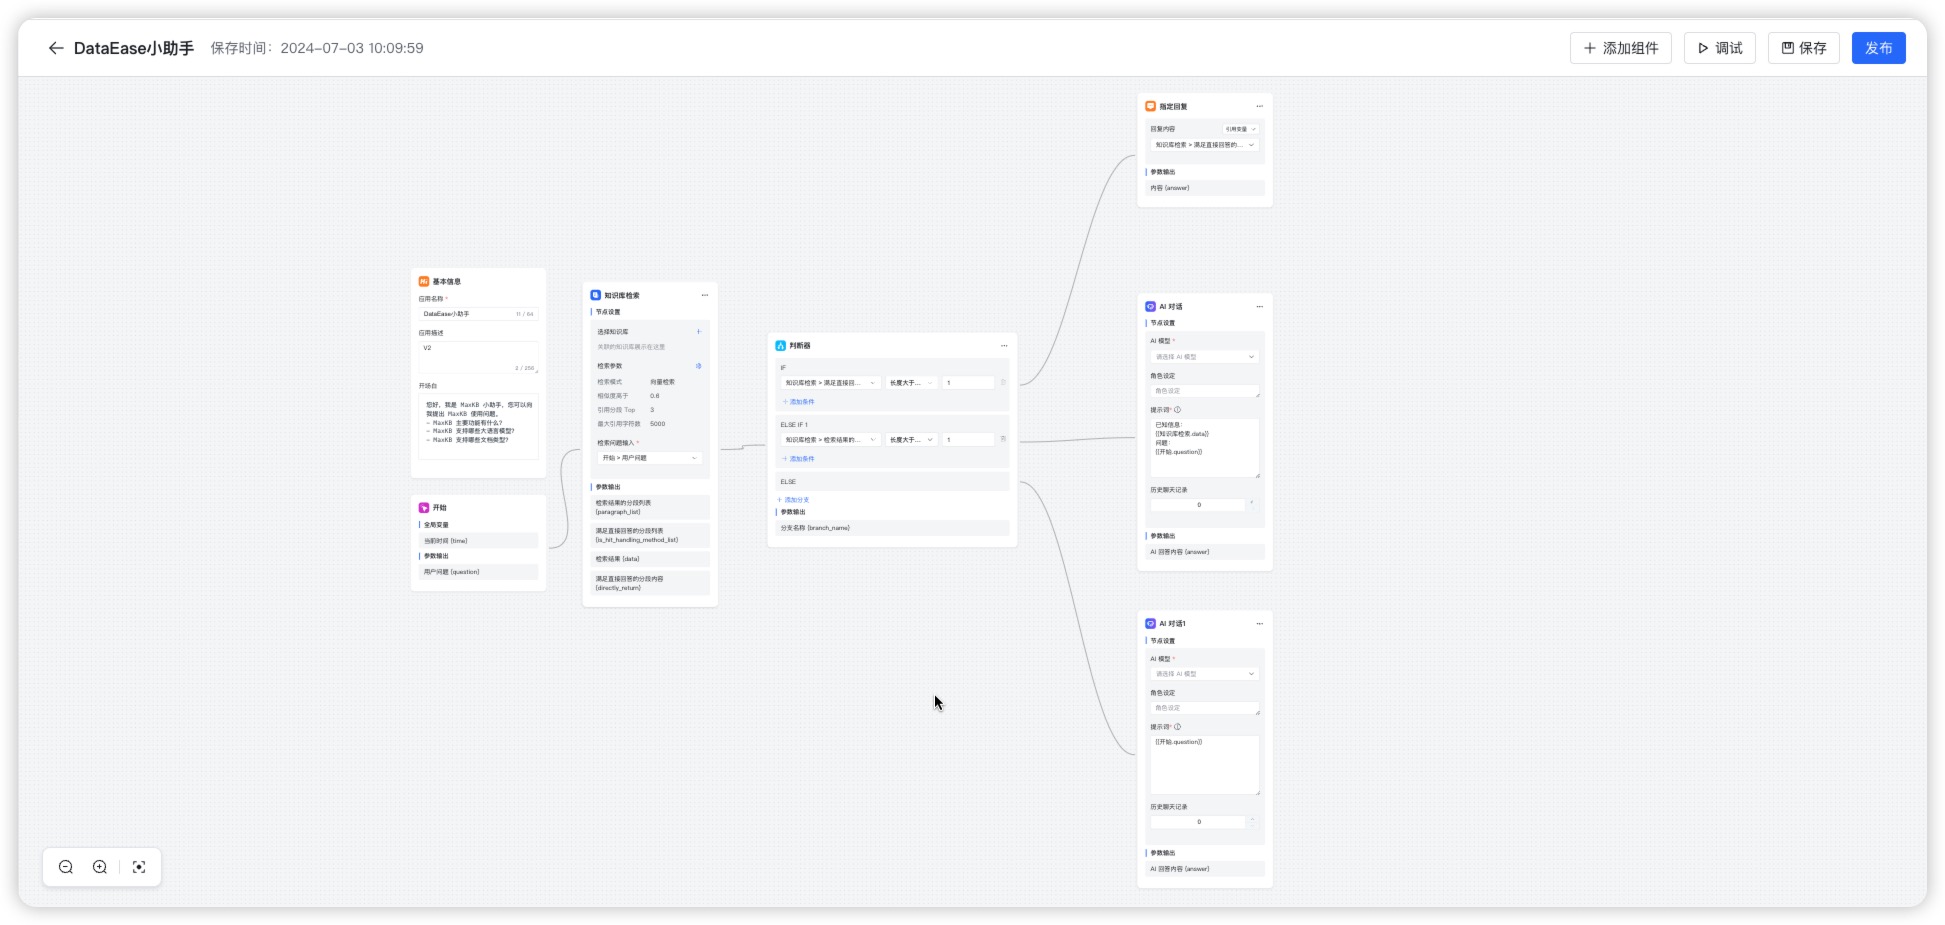 DataEase小助手 保存时间：2024-07-03 10:09:59
添加组件 调试 保存 发布
基本信息
应用名称 *
DataEase小助手 11 / 64
应用描述
V2
2 / 256
开场白
您好，我是 MaxKB 小助手，您可以向
我提出 MaxKB 使用问题。
- MaxKB 主要功能有什么？
- MaxKB 支持哪些大语言模型？
- MaxKB 支持哪些文档类型？
开始
全局变量
当前时间 {time}
参数输出
用户问题 {question}
知识库检索
节点设置
选择知识库 +
关联的知识库展示在这里
检索参数
检索模式 向量检索
相似度高于 0.6
引用分段 Top 3
最大引用字符数 5000
检索问题输入 *
开始 > 用户问题
参数输出
检索结果的分段列表
{paragraph_list}
满足直接回答的分段列表
{is_hit_handling_method_list}
检索结果 {data}
满足直接回答的分段内容
{directly_return}
判断器
IF
知识库检索 > 满足直接回... 长度大于... 1
+ 添加条件
ELSE IF 1
知识库检索 > 检索结果的... 长度大于... 1
+ 添加条件
ELSE
+ 添加分支
参数输出
分支名称 {branch_name}
指定回复
回复内容 引用变量
知识库检索 > 满足直接回答的...
参数输出
内容 {answer}
AI 对话
节点设置
AI 模型 *
请选择 AI 模型
角色设定
角色设定
提示词*
已知信息：
{{知识库检索.data}}
问题：
{{开始.question}}
历史聊天记录
0
参数输出
AI 回答内容 {answer}
AI 对话1
节点设置
AI 模型 *
请选择 AI 模型
角色设定
角色设定
提示词*
{{开始.question}}
历史聊天记录
0
参数输出
AI 回答内容 {answer}